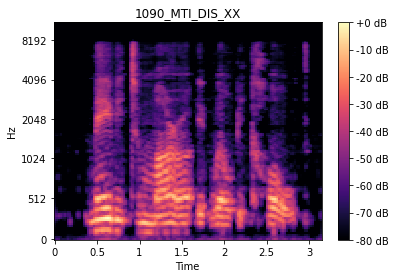 1090_MTI_DIS_XX
+0 dB
8192
-10 dB
4096
-20 dB
-30 dB
2048
Hz
-40 dB
1024
-50 dB
512
-60 dB
-70 dB
0
-80 dB
0 0.5 1 1.5 2 2.5 3
Time